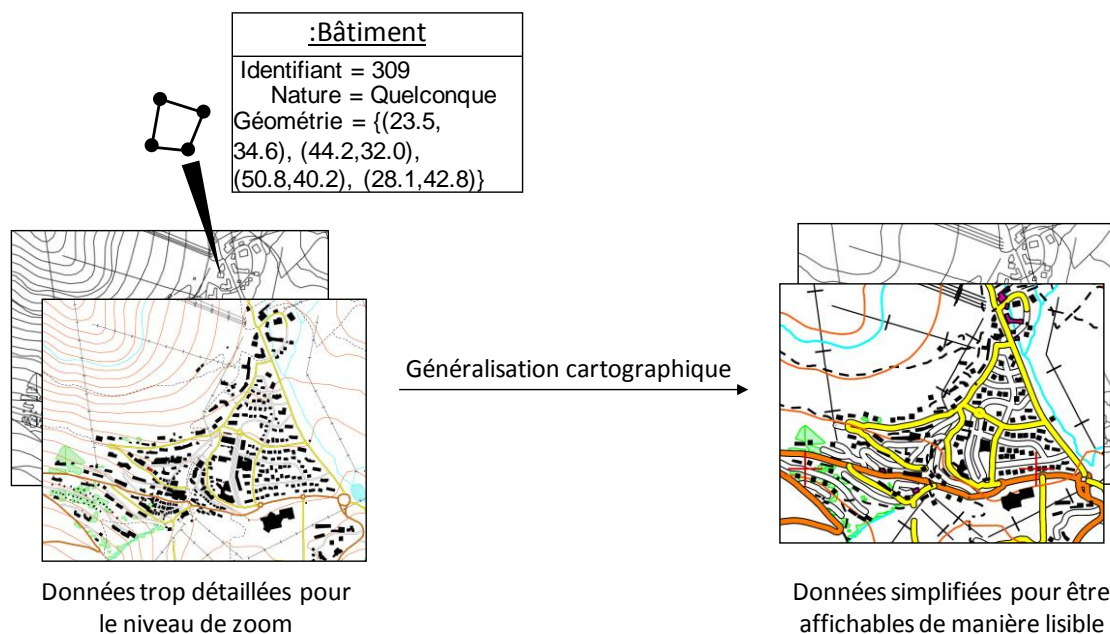 :Bâtiment
Identifiant = 309
Nature = Quelconque
Géométrie = {(23.5,
34.6), (44.2,32.0),
(50.8,40.2), (28.1,42.8)}
Généralisation cartographique
Données trop détaillées pour
le niveau de zoom
Données simplifiées pour être
affichables de manière lisible